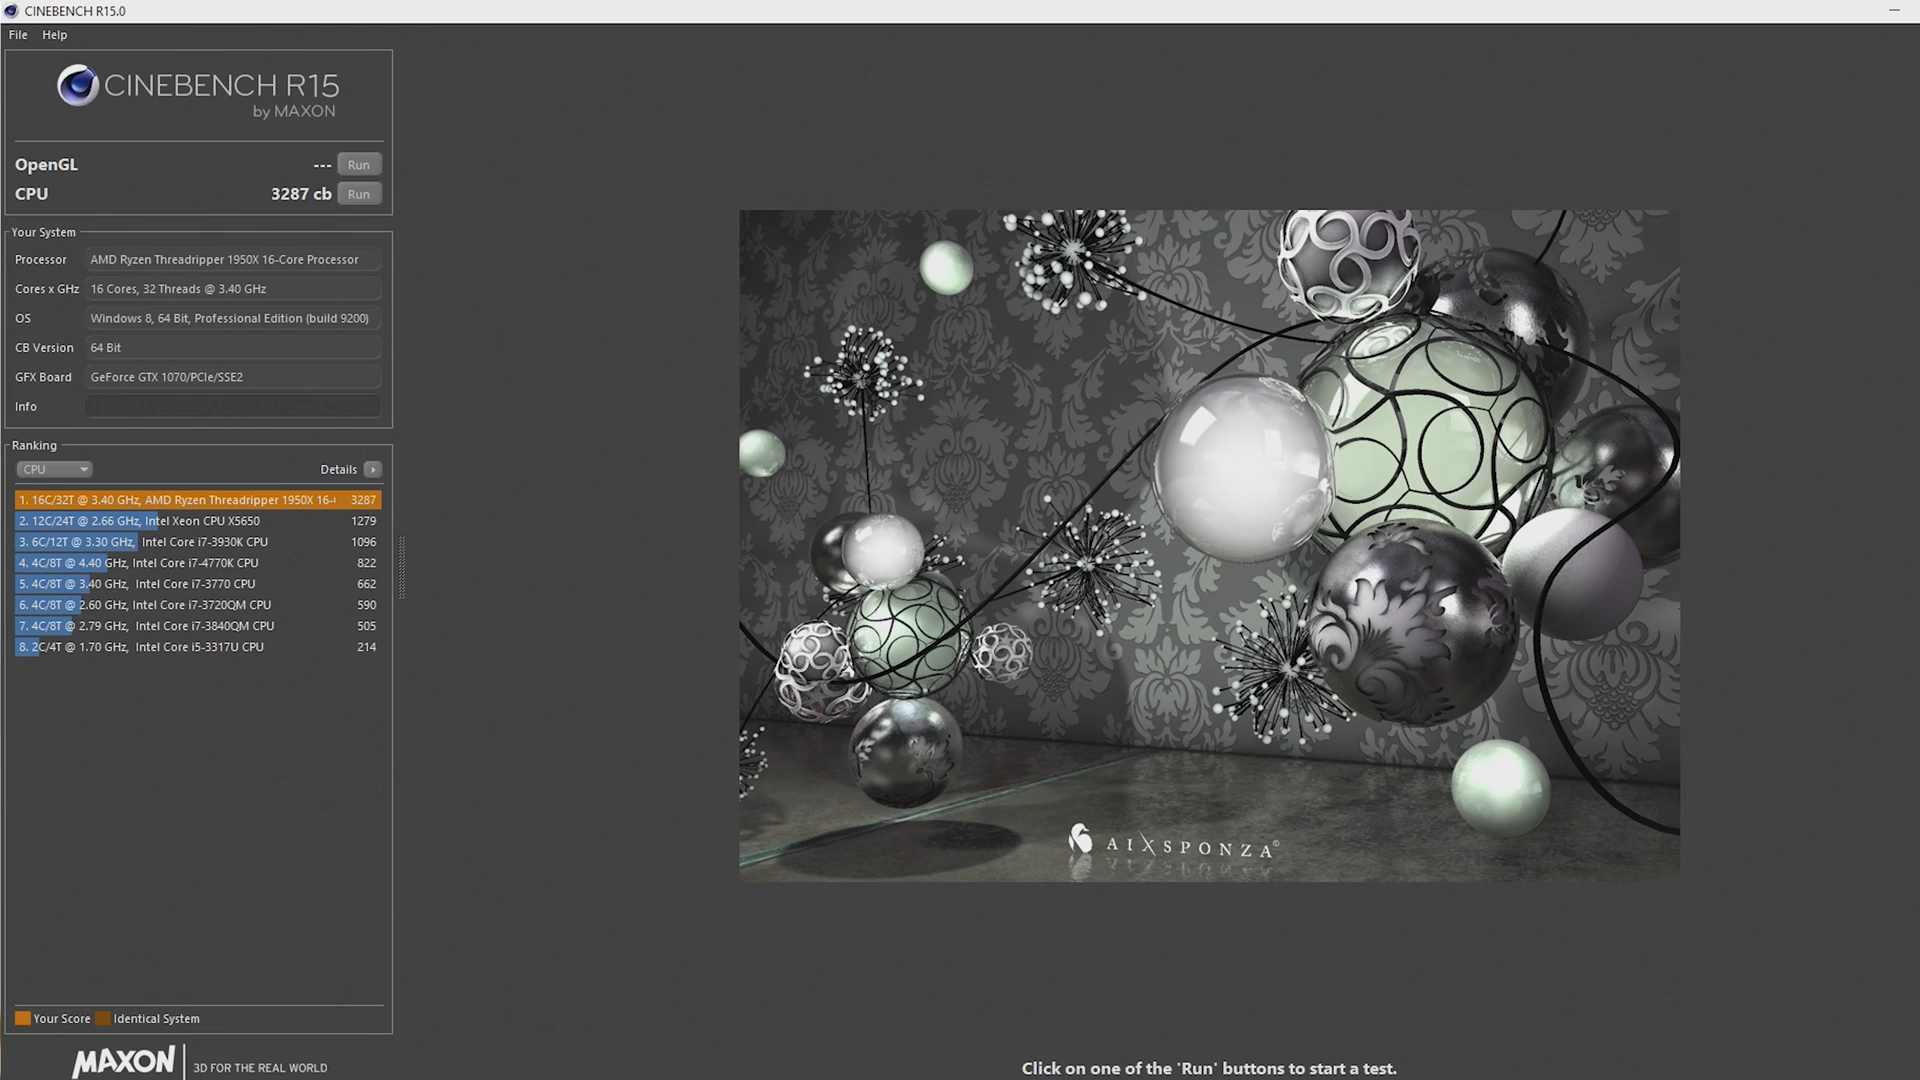 CINEBENCH R15.0
File Help
CINEBENCH R15
by MAXON
OpenGL --- Run
CPU 3287 cb Run
Your System
Processor AMD Ryzen Threadripper 1950X 16-Core Processor
Cores x GHz 16 Cores, 32 Threads @ 3.40 GHz
OS Windows 8, 64 Bit, Professional Edition (build 9200)
CB Version 64 Bit
GFX Board GeForce GTX 1070/PCIe/SSE2
Info
Ranking
CPU Details
1. 16C/32T @ 3.40 GHz, AMD Ryzen Threadripper 1950X 16- 3287
2. 12C/24T @ 2.66 GHz, Intel Xeon CPU X5650 1279
3. 6C/12T @ 3.30 GHz, Intel Core i7-3930K CPU 1096
4. 4C/8T @ 4.40 GHz, Intel Core i7-4770K CPU 822
5. 4C/8T @ 3.40 GHz, Intel Core i7-3770 CPU 662
6. 4C/8T @ 2.60 GHz, Intel Core i7-3720QM CPU 590
7. 4C/8T @ 2.79 GHz, Intel Core i7-3840QM CPU 505
8. 2C/4T @ 1.70 GHz, Intel Core i5-3317U CPU 214
AIXSPONZA©
Your Score Identical System
MAXON 3D FOR THE REAL WORLD
Click on one of the 'Run' buttons to start a test.